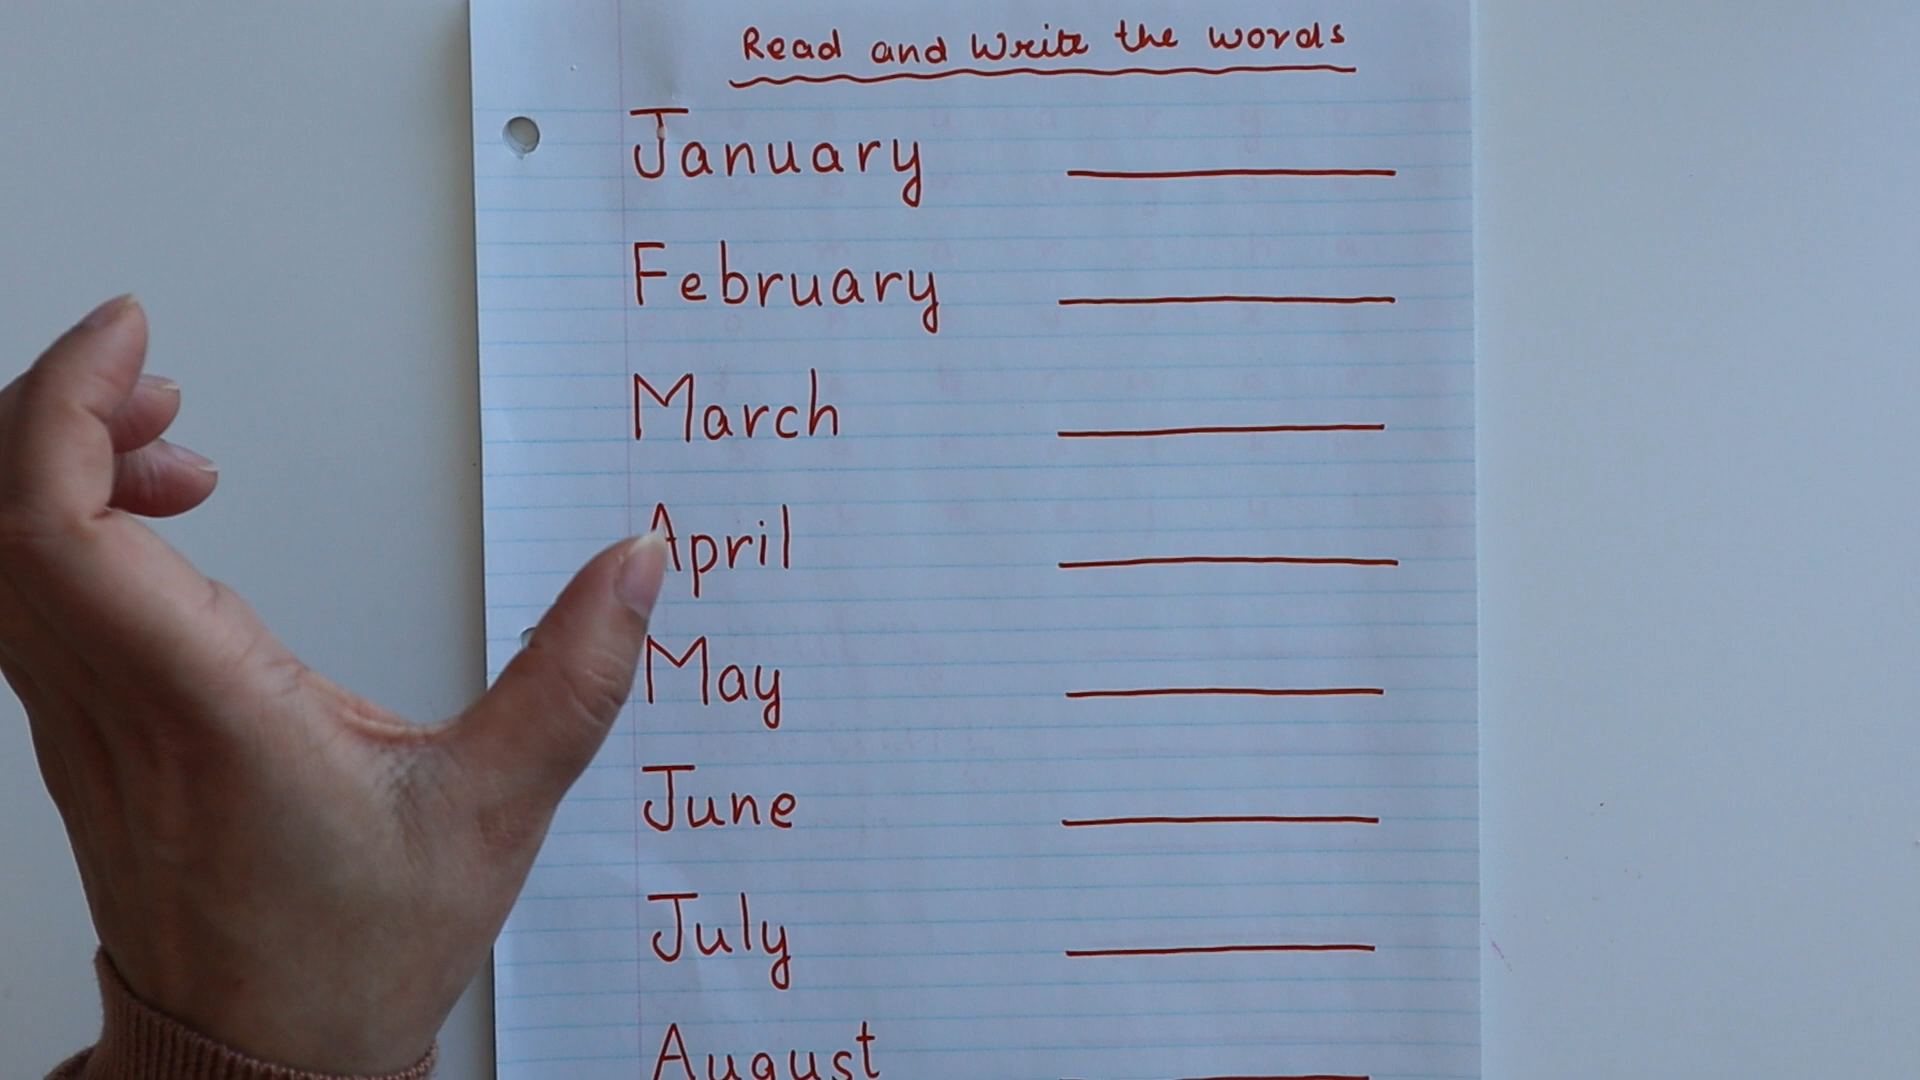 Read and Write the words
January
February
March
April
May
June
July
August